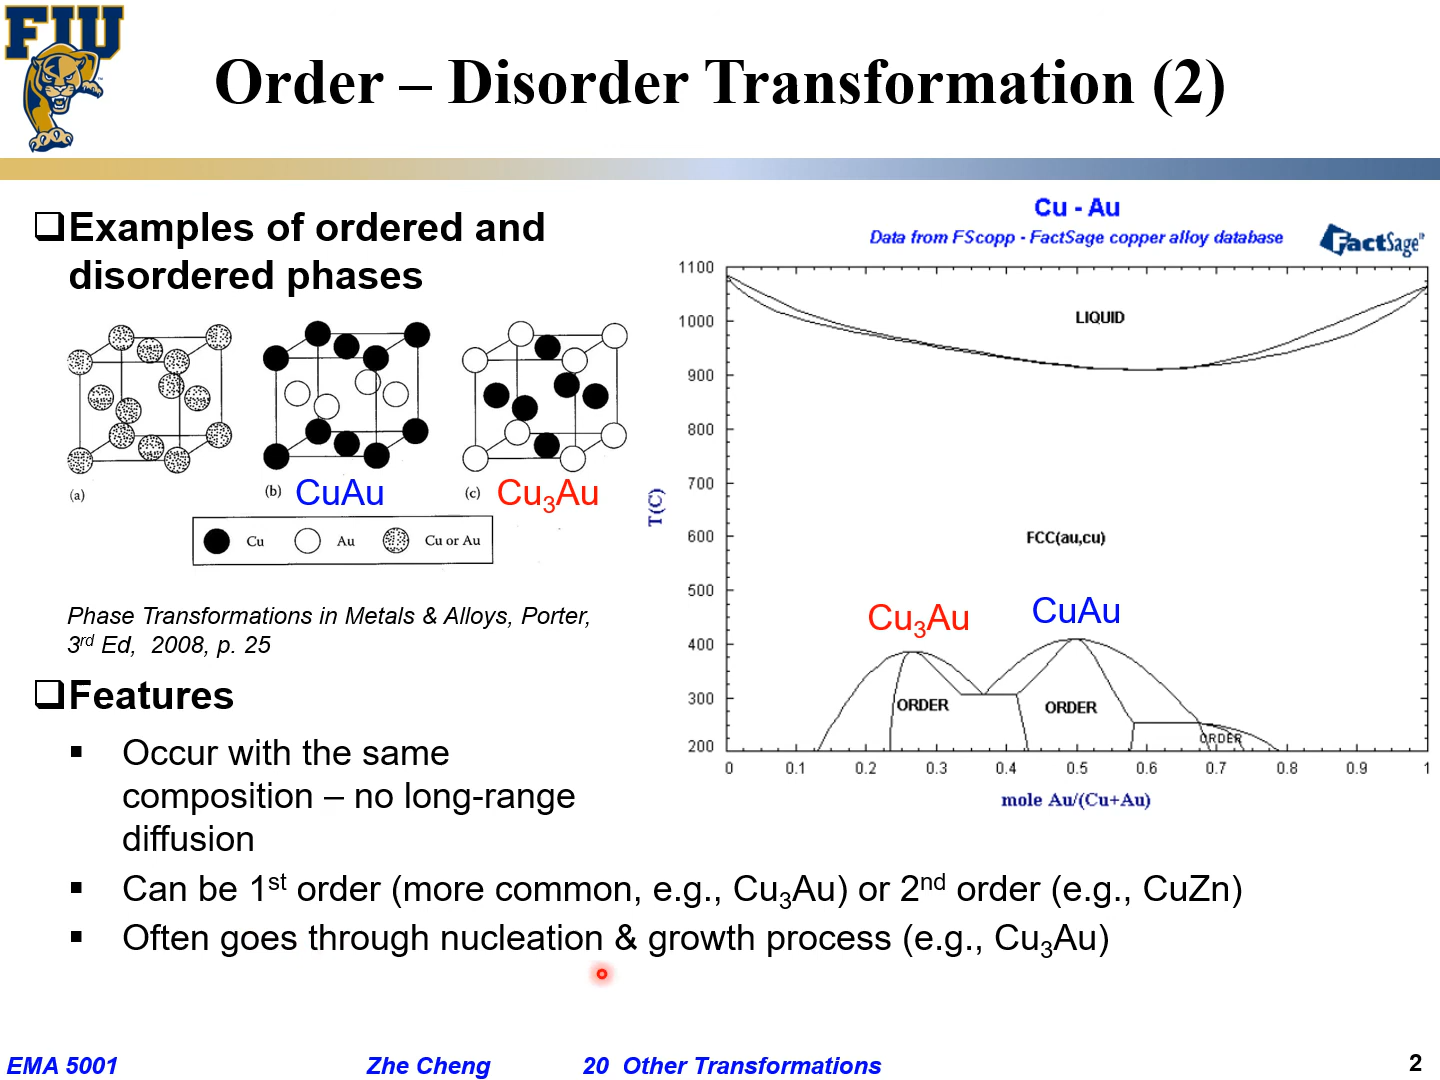 FIU
Order – Disorder Transformation (2)
❑Examples of ordered and
disordered phases
(a)
(b) CuAu
(c) Cu₃Au
Cu
Au
Cu or Au
Phase Transformations in Metals & Alloys, Porter,
3rd Ed, 2008, p. 25
Cu - Au
Data from FScopp - FactSage copper alloy database
FactSage
1100
1000
900
800
700
600
500
400
300
200
T(C)
LIQUID
FCC(au,cu)
Cu₃Au
CuAu
ORDER
ORDER
ORDER
0 0.1 0.2 0.3 0.4 0.5 0.6 0.7 0.8 0.9 1
mole Au/(Cu+Au)
❑Features
▪ Occur with the same
composition – no long-range
diffusion
▪ Can be 1st order (more common, e.g., Cu₃Au) or 2nd order (e.g., CuZn)
▪ Often goes through nucleation & growth process (e.g., Cu₃Au)
EMA 5001 Zhe Cheng 20 Other Transformations 2